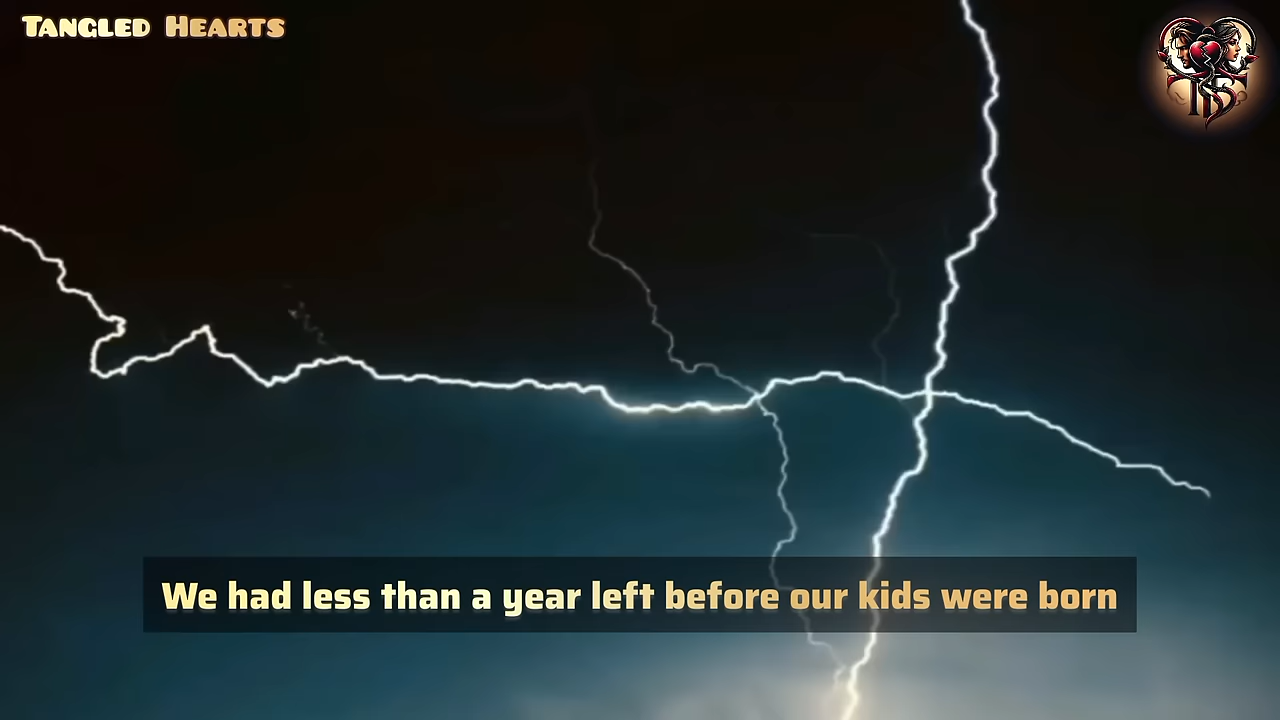 Tangled Hearts
We had less than a year left before our kids were born